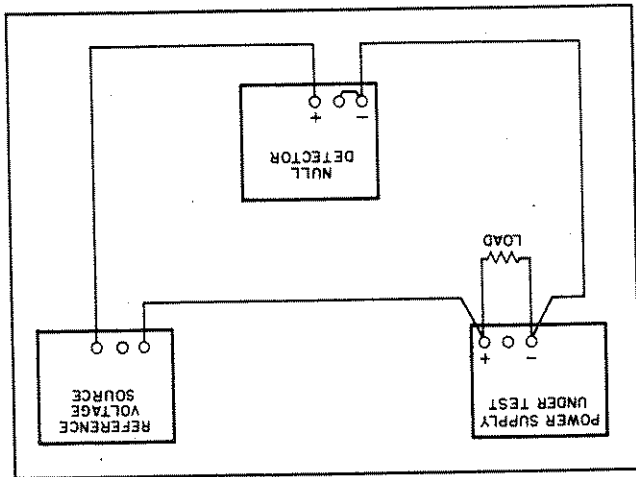 REFERENCE
VOLTAGE
SOURCE
POWER SUPPLY
UNDER TEST
+
-
LOAD
NULL
DETECTOR
+
-